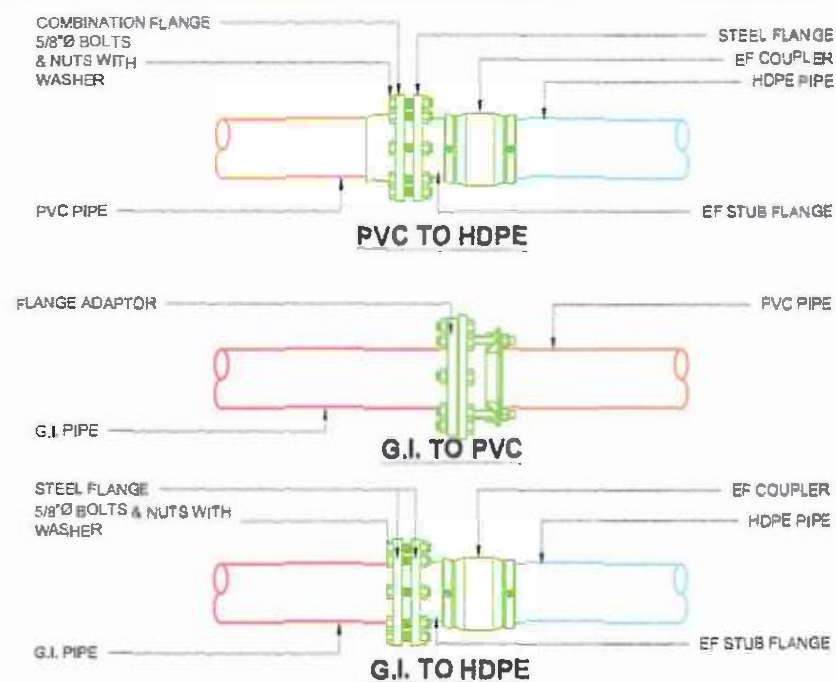 COMBINATION FLANGE
5/8"Ø BOLTS
& NUTS WITH
WASHER
STEEL FLANGE
EF COUPLER
HDPE PIPE
PVC PIPE
EF STUB FLANGE
PVC TO HDPE
FLANGE ADAPTOR
PVC PIPE
G.I. PIPE
G.I. TO PVC
STEEL FLANGE
5/8"Ø BOLTS & NUTS WITH
WASHER
EF COUPLER
HDPE PIPE
G.I. PIPE
EF STUB FLANGE
G.I. TO HDPE